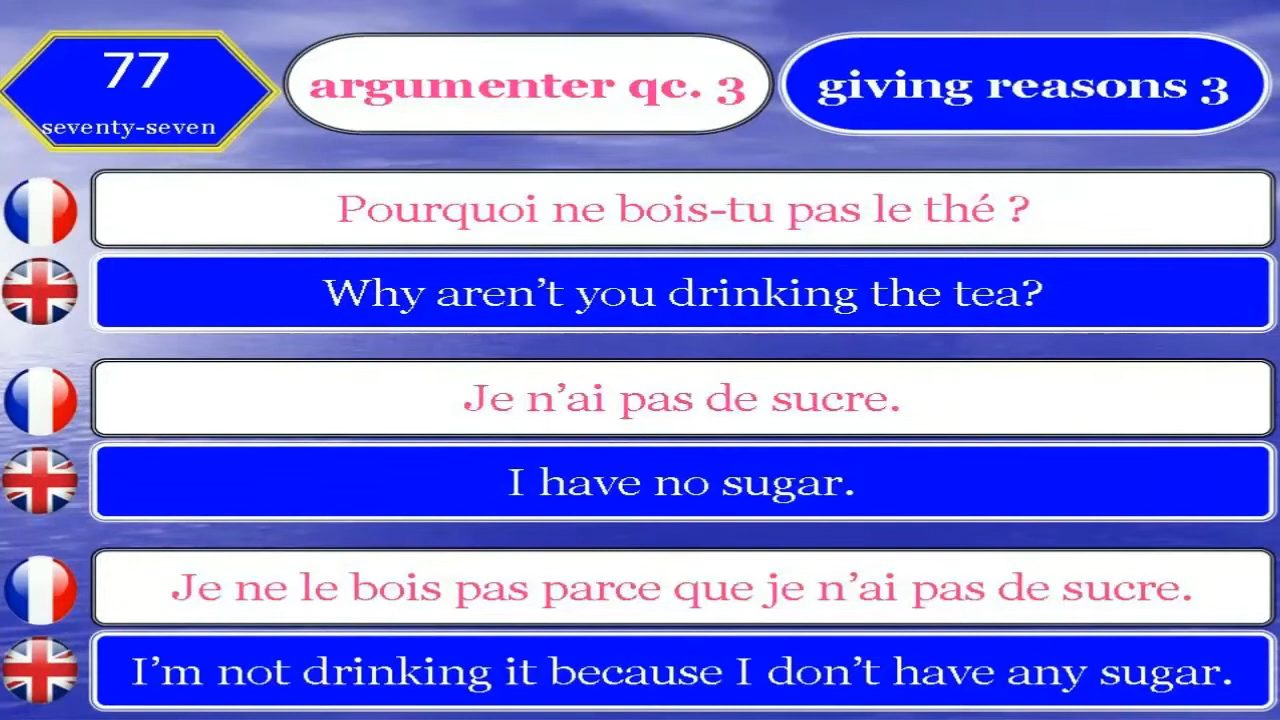 77
seventy-seven
argumenter qc. 3
giving reasons 3
Pourquoi ne bois-tu pas le thé ?
Why aren’t you drinking the tea?
Je n’ai pas de sucre.
I have no sugar.
Je ne le bois pas parce que je n’ai pas de sucre.
I’m not drinking it because I don’t have any sugar.